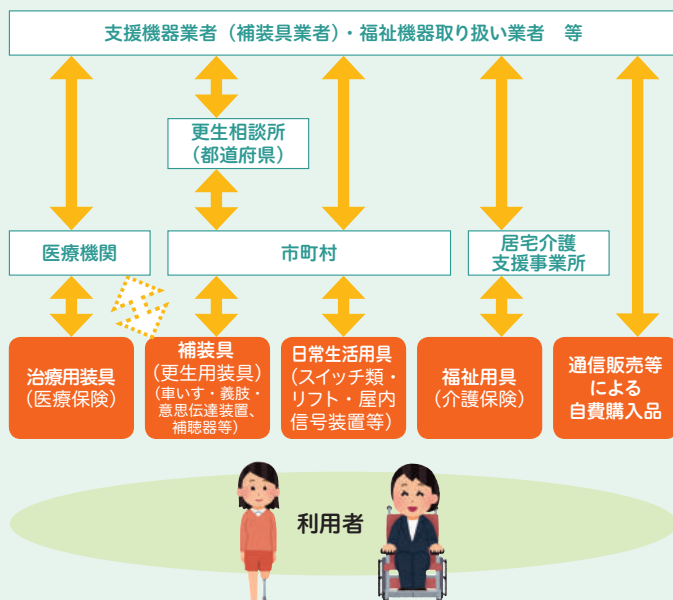 支援機器業者（補装具業者）・福祉機器取り扱い業者　等
更生相談所
（都道府県）
医療機関
市町村
居宅介護
支援事業所
治療用装具
（医療保険）
補装具
（更生用装具）
（車いす・義肢・
意思伝達装置、
補聴器等）
日常生活用具
（スイッチ類・
リフト・屋内
信号装置等）
福祉用具
（介護保険）
通信販売等
による
自費購入品
利用者